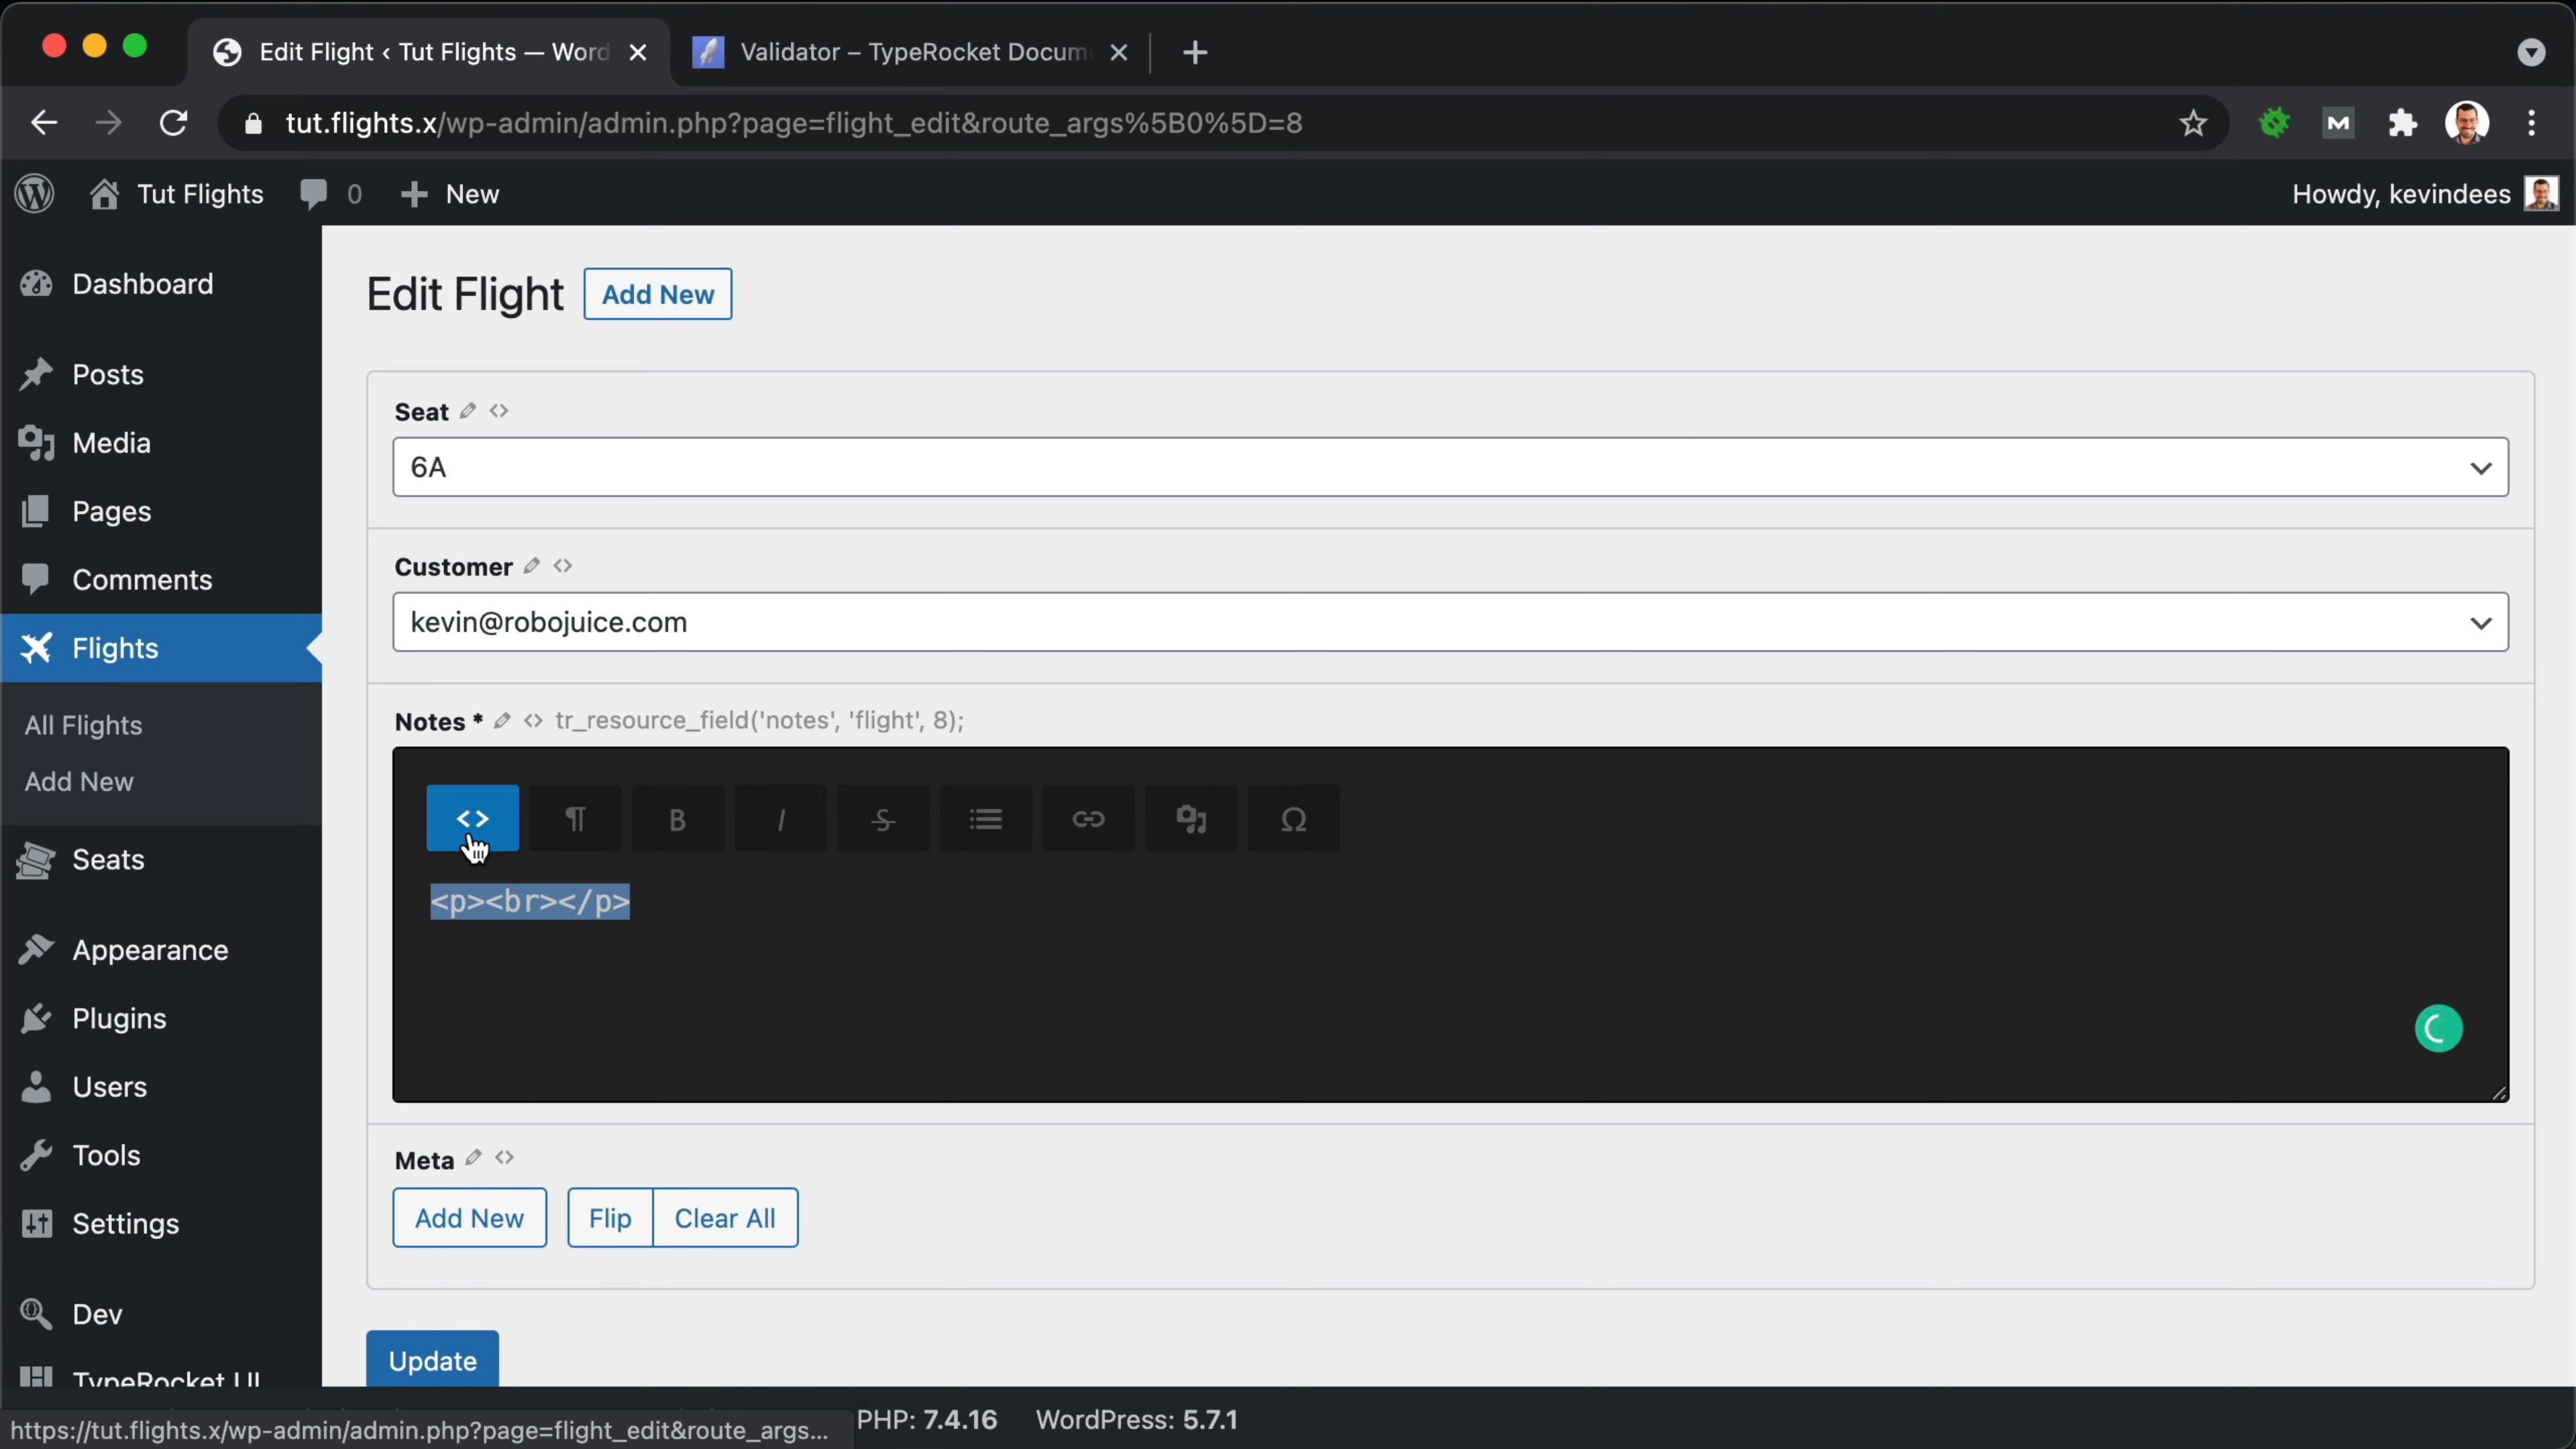 Edit Flight ‹ Tut Flights — Word
Validator – TypeRocket Docum
tut.flights.x/wp-admin/admin.php?page=flight_edit&route_args%5B0%5D=8
Tut Flights
0
New
Howdy, kevindees
Dashboard
Posts
Media
Pages
Comments
Flights
All Flights
Add New
Seats
Appearance
Plugins
Users
Tools
Settings
Dev
TypeRocket UI
Edit Flight
Add New
Seat
6A
Customer
kevin@robojuice.com
Notes * tr_resource_field('notes', 'flight', 8);
<p><br></p>
Meta
Add New
Flip
Clear All
Update
https://tut.flights.x/wp-admin/admin.php?page=flight_edit&route_args...
PHP: 7.4.16
WordPress: 5.7.1